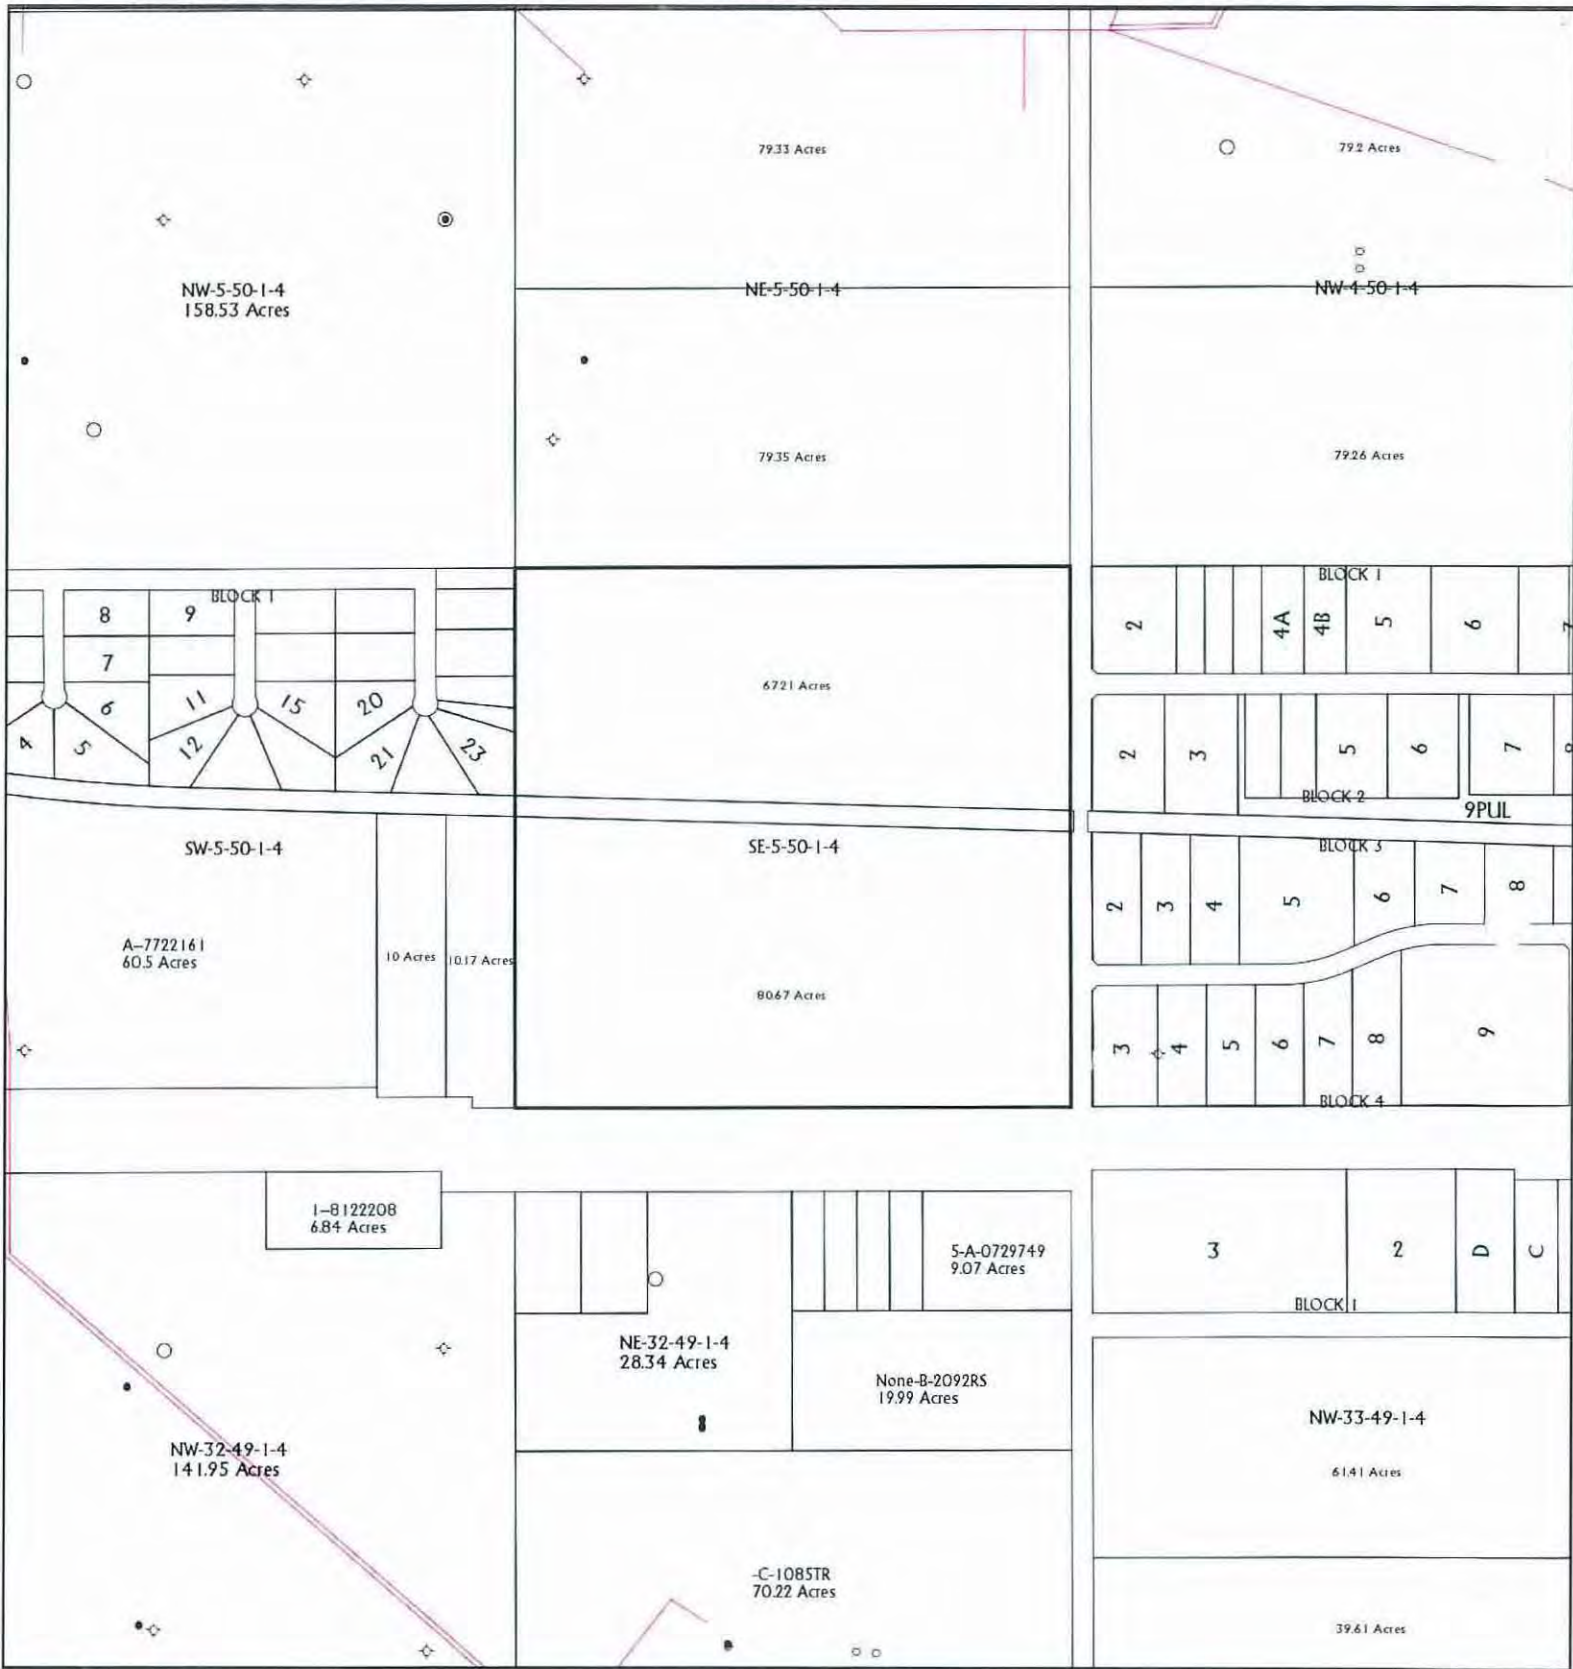 79.33 Acres
79.2 Acres
NW-5-50-1-4
158.53 Acres
NE-5-50-1-4
NW-4-50-1-4
79.35 Acres
79.26 Acres
BLOCK 1
8
9
7
6
11
15
20
4
5
12
21
23
67.21 Acres
BLOCK 1
2
4A
4B
5
6
7
2
3
5
6
7
8
BLOCK 2
9PUL
SW-5-50-1-4
SE-5-50-1-4
BLOCK 3
2
3
4
5
6
7
8
A-7722161
60.5 Acres
10 Acres
10.17 Acres
80.67 Acres
3
4
5
6
7
8
9
BLOCK 4
1-8122208
6.84 Acres
5-A-0729749
9.07 Acres
3
2
D
C
BLOCK 1
NE-32-49-1-4
28.34 Acres
None-B-2092RS
19.99 Acres
NW-32-49-1-4
141.95 Acres
NW-33-49-1-4
61.41 Acres
-C-1085TR
70.22 Acres
39.61 Acres